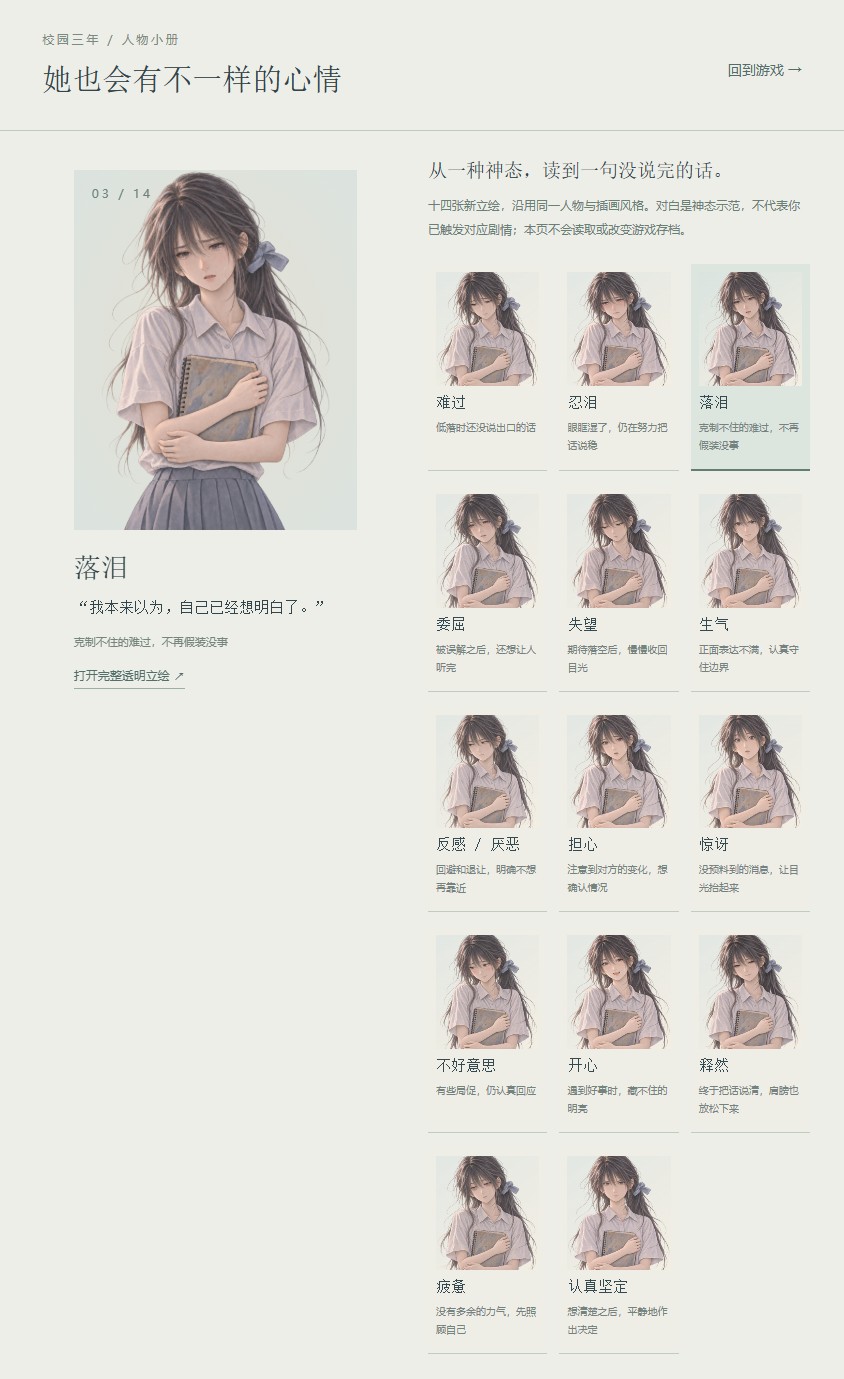 校园三年 / 人物小册
她也会有不一样的心情
回到游戏 →
03 / 14
落泪
“我本来以为，自己已经想明白了。”
克制不住的难过，不再假装没事
打开完整透明立绘 ↗
从一种神态，读到一句没说完的话。
十四张新立绘，沿用同一人物与插画风格。对白是神态示范，不代表你
已触发对应剧情；本页不会读取或改变游戏存档。
难过
低落时还没说出口的话
忍泪
眼眶湿了，仍在努力把
话说稳
落泪
克制不住的难过，不再
假装没事
委屈
被误解之后，还想让人
听完
失望
期待落空后，慢慢收回
目光
生气
正面表达不满，认真守
住边界
反感 / 厌恶
回避和退让，明确不想
再靠近
担心
注意到对方的变化，想
确认情况
惊讶
没预料到的消息，让目
光抬起来
不好意思
有些局促，仍认真回应
开心
遇到好事时，藏不住的
明亮
释然
终于把话说清，肩膀也
放松下来
疲惫
没有多余的力气，先照
顾自己
认真坚定
想清楚之后，平静地作
出决定